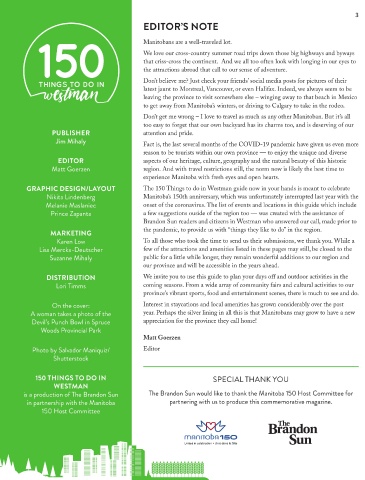 3
150
THINGS TO DO IN
westman
PUBLISHER
Jim Mihaly
EDITOR
Matt Goerzen
GRAPHIC DESIGN/LAYOUT
Nikita Lindenberg
Melanie Muslaniec
Prince Zapanta
MARKETING
Karen Low
Lisa Marcks-Deutscher
Suzanne Mihaly
DISTRIBUTION
Lori Timms
On the cover:
A woman takes a photo of the
Devil's Punch Bowl in Spruce
Woods Provincial Park
Photo by Salvador Maniquiz/
Shutterstock
150 THINGS TO DO IN
WESTMAN
is a production of The Brandon Sun
in partnership with the Manitoba
150 Host Committee
EDITOR'S NOTE
Manitobans are a well-traveled lot.
We love our cross-country summer road trips down those big highways and byways
that criss-cross the continent. And we all too often look with longing in our eyes to
the attractions abroad that call to our sense of adventure.
Don't believe me? Just check your friends' social media posts for pictures of their
latest jaunt to Montreal, Vancouver, or even Halifax. Indeed, we always seem to be
leaving the province to visit somewhere else – winging away to that beach in Mexico
to get away from Manitoba's winters, or driving to Calgary to take in the rodeo.
Don't get me wrong – I love to travel as much as any other Manitoban. But it's all
too easy to forget that our own backyard has its charms too, and is deserving of our
attention and pride.
Fact is, the last several months of the COVID-19 pandemic have given us even more
reason to be tourists within our own province — to enjoy the unique and diverse
aspects of our heritage, culture, geography and the natural beauty of this historic
region. And with travel restrictions still, the term now is likely the best time to
experience Manitoba with fresh eyes and open hearts.
The 150 Things to do in Westman guide now in your hands is meant to celebrate
Manitoba's 150th anniversary, which was unfortunately interrupted last year with the
onset of the coronavirus. The list of events and locations in this guide which include
a few suggestions outside of the region too — was created with the assistance of
Brandon Sun readers and citizens in Westman who answered our call, made prior to
the pandemic, to provide us with "things they like to do" in the region.
To all those who took the time to send us their submissions, we thank you. While a
few of the attractions and amenities listed in these pages may still, be closed to the
public for a little while longer, they remain wonderful additions to our region and
our province and will be accessible in the years ahead.
We invite you to use this guide to plan your days off and outdoor activities in the
coming seasons. From a wide array of community fairs and cultural activities to our
province's vibrant sports, food and entertainment scenes, there is much to see and do.
Interest in staycations and local amenities has grown considerably over the past
year. Perhaps the silver lining in all this is that Manitobans may grow to have a new
appreciation for the province they call home!
Matt Goerzen
Editor
SPECIAL THANK YOU
The Brandon Sun would like to thank the Manitoba 150 Host Committee for
partnering with us to produce this commemorative magazine.
MANITOBA150
The
Brandon
Sun